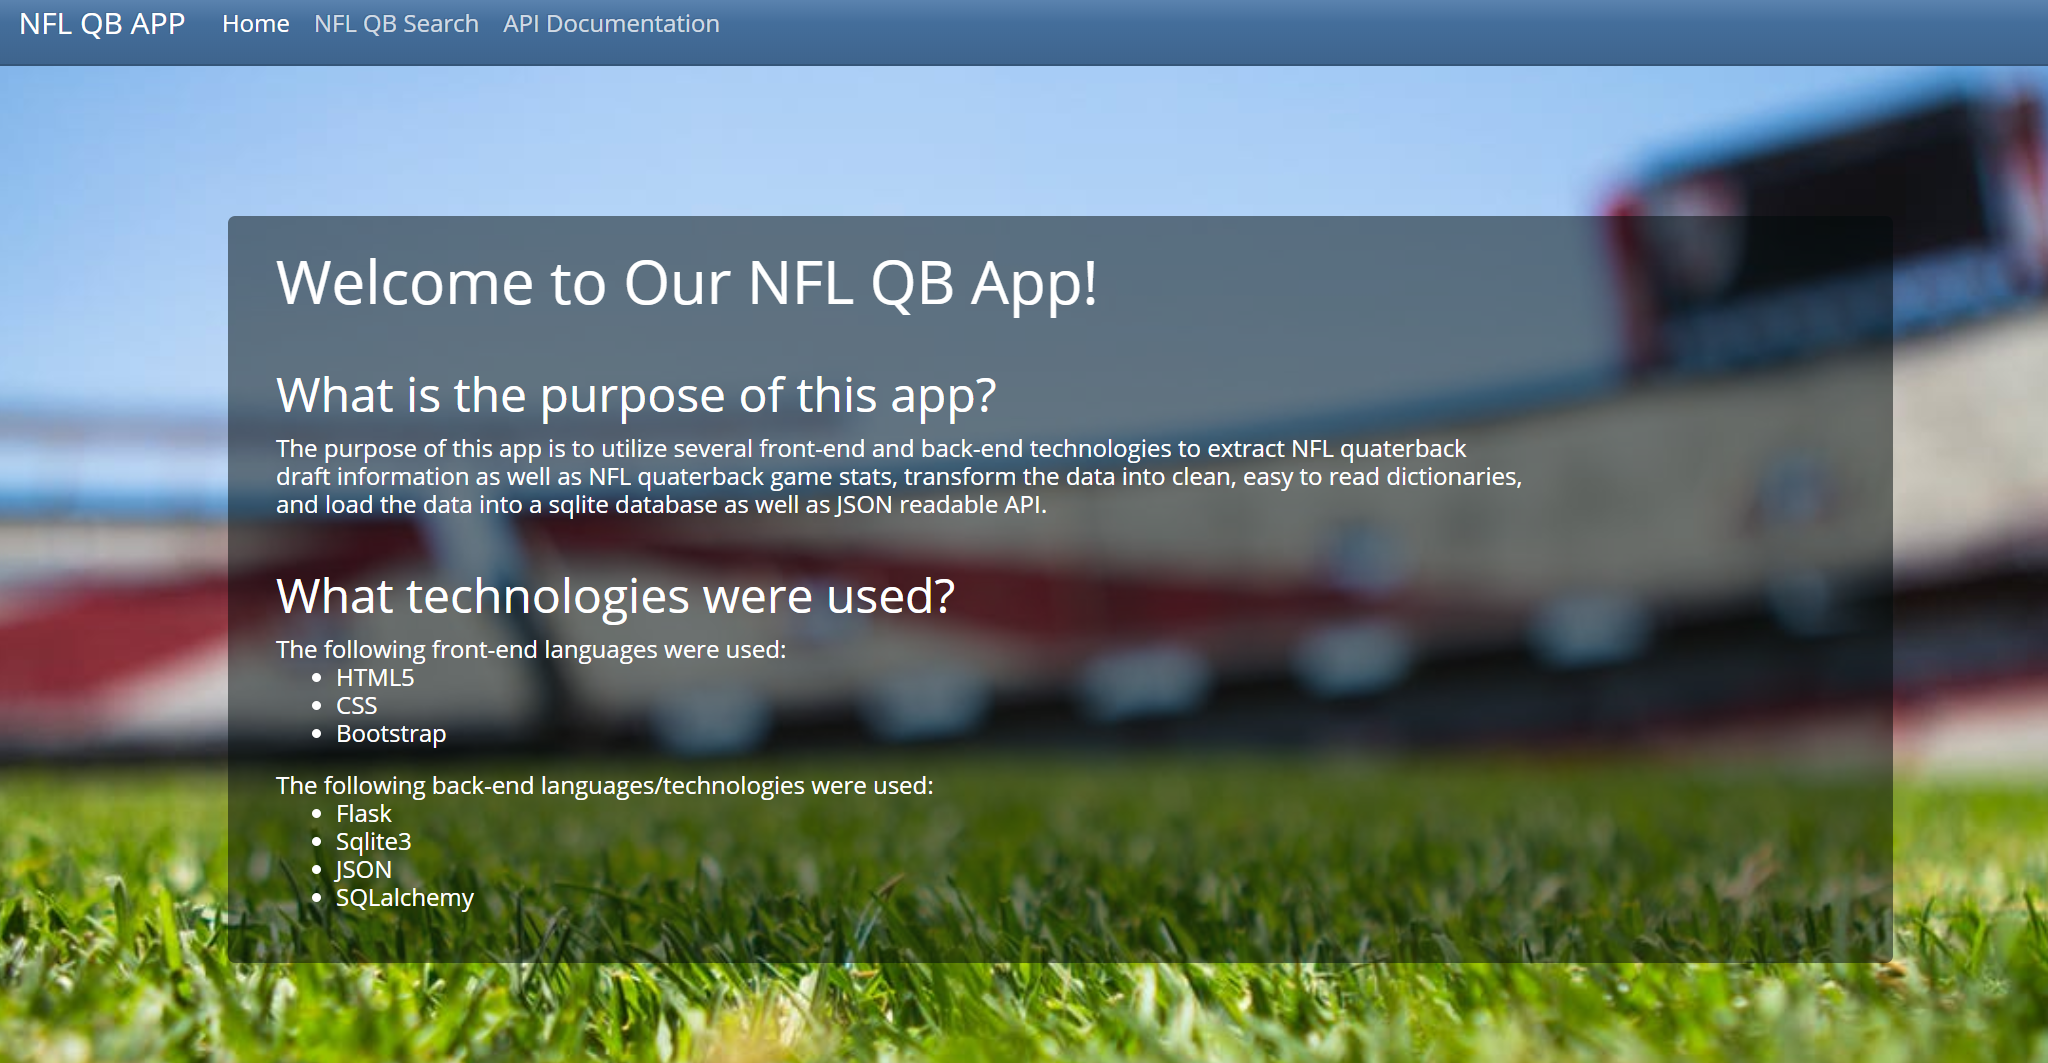 NFL QB APP Home NFL QB Search API Documentation
Welcome to Our NFL QB App!
What is the purpose of this app?
The purpose of this app is to utilize several front-end and back-end technologies to extract NFL quaterback
draft information as well as NFL quaterback game stats, transform the data into clean, easy to read dictionaries,
and load the data into a sqlite database as well as JSON readable API.
What technologies were used?
The following front-end languages were used:
• HTML5
• CSS
• Bootstrap
The following back-end languages/technologies were used:
• Flask
• Sqlite3
• JSON
• SQLalchemy